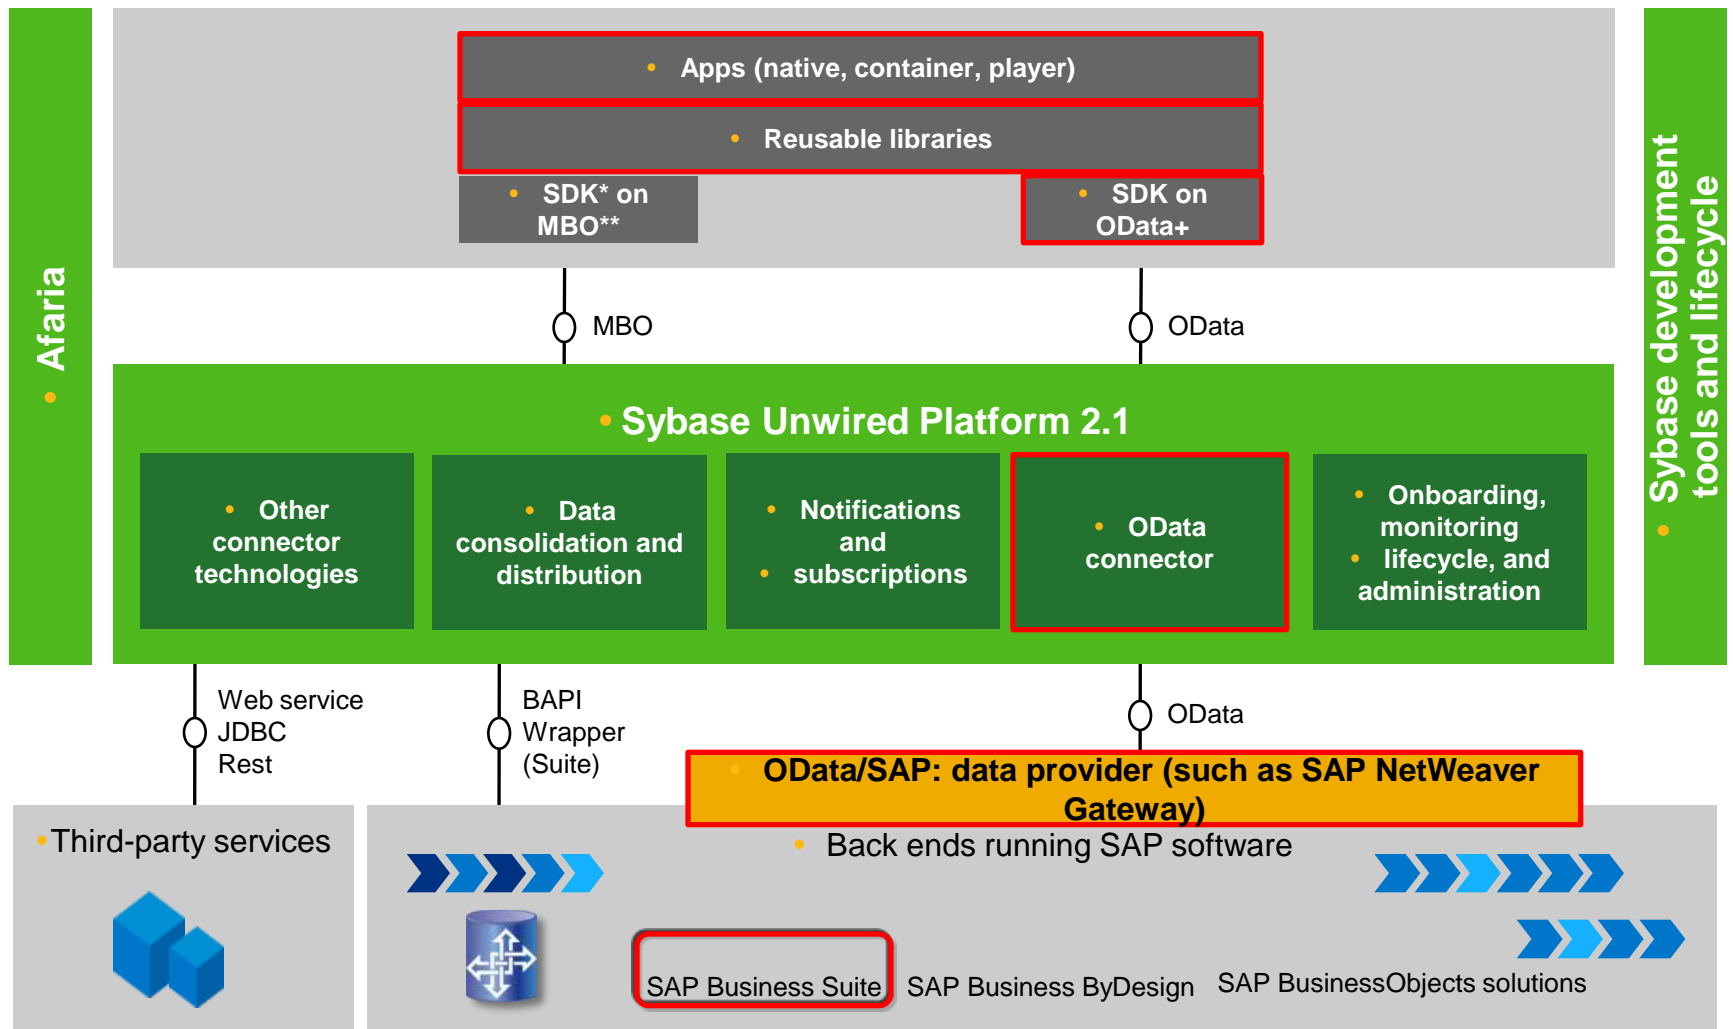 • Apps (native, container, player)
• Reusable libraries
• SDK* on
MBO**
• SDK on
OData+
• Afaria
• Sybase development
tools and lifecycle
MBO
OData
• Sybase Unwired Platform 2.1
• Other
connector
technologies
• Data
consolidation and
distribution
• Notifications
and
• subscriptions
• OData
connector
• Onboarding,
monitoring
• lifecycle, and
administration
Web service
JDBC
Rest
BAPI
Wrapper
(Suite)
OData
• OData/SAP: data provider (such as SAP NetWeaver
Gateway)
• Third-party services
• Back ends running SAP software
SAP Business Suite
SAP Business ByDesign
SAP BusinessObjects solutions